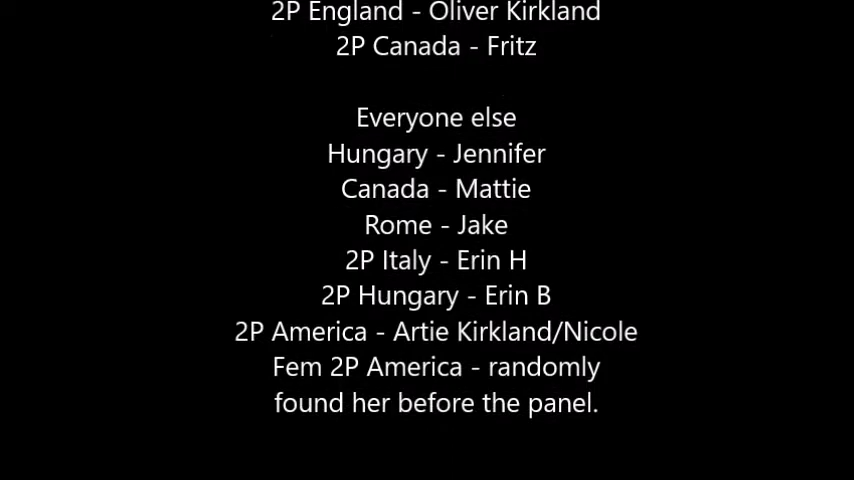 2P England - Oliver Kirkland
2P Canada - Fritz
Everyone else
Hungary - Jennifer
Canada - Mattie
Rome - Jake
2P Italy - Erin H
2P Hungary - Erin B
2P America - Artie Kirkland/Nicole
Fem 2P America - randomly
found her before the panel.